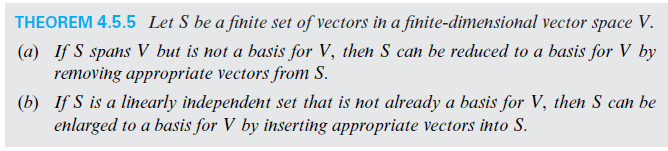 THEOREM 4.5.5 Let S be a finite set of vectors in a finite-dimensional vector space V.
(a) If S spans V but is not a basis for V, then S can be reduced to a basis for V by
removing appropriate vectors from S.
(b) If S is a linearly independent set that is not already a basis for V, then S can be
enlarged to a basis for V by inserting appropriate vectors into S.